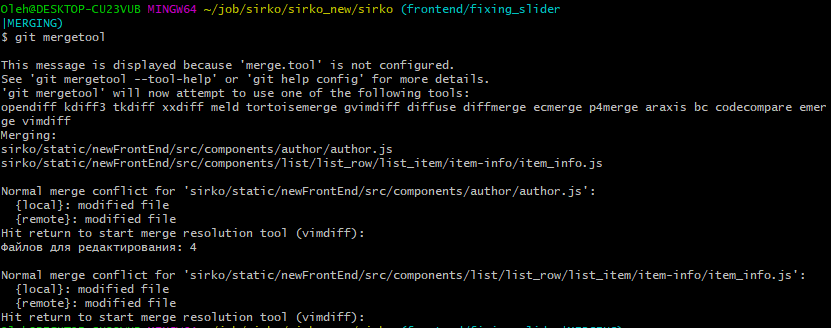 Oleh@DESKTOP-CU23VUB MINGW64 ~/job/sirko/sirko_new/sirko (frontend/fixing_slider
|MERGING)
$ git mergetool

This message is displayed because 'merge.tool' is not configured.
See 'git mergetool --tool-help' or 'git help config' for more details.
'git mergetool' will now attempt to use one of the following tools:
opendiff kdiff3 tkdiff xxdiff meld tortoisemerge gvimdiff diffuse diffmerge ecmerge p4merge araxis bc codecompare emer
ge vimdiff
Merging:
sirko/static/newFrontEnd/src/components/author/author.js
sirko/static/newFrontEnd/src/components/list/list_row/list_item/item-info/item_info.js

Normal merge conflict for 'sirko/static/newFrontEnd/src/components/author/author.js':
  {local}: modified file
  {remote}: modified file
Hit return to start merge resolution tool (vimdiff):
Файлов для редактирования: 4

Normal merge conflict for 'sirko/static/newFrontEnd/src/components/list/list_row/list_item/item-info/item_info.js':
  {local}: modified file
  {remote}: modified file
Hit return to start merge resolution tool (vimdiff):